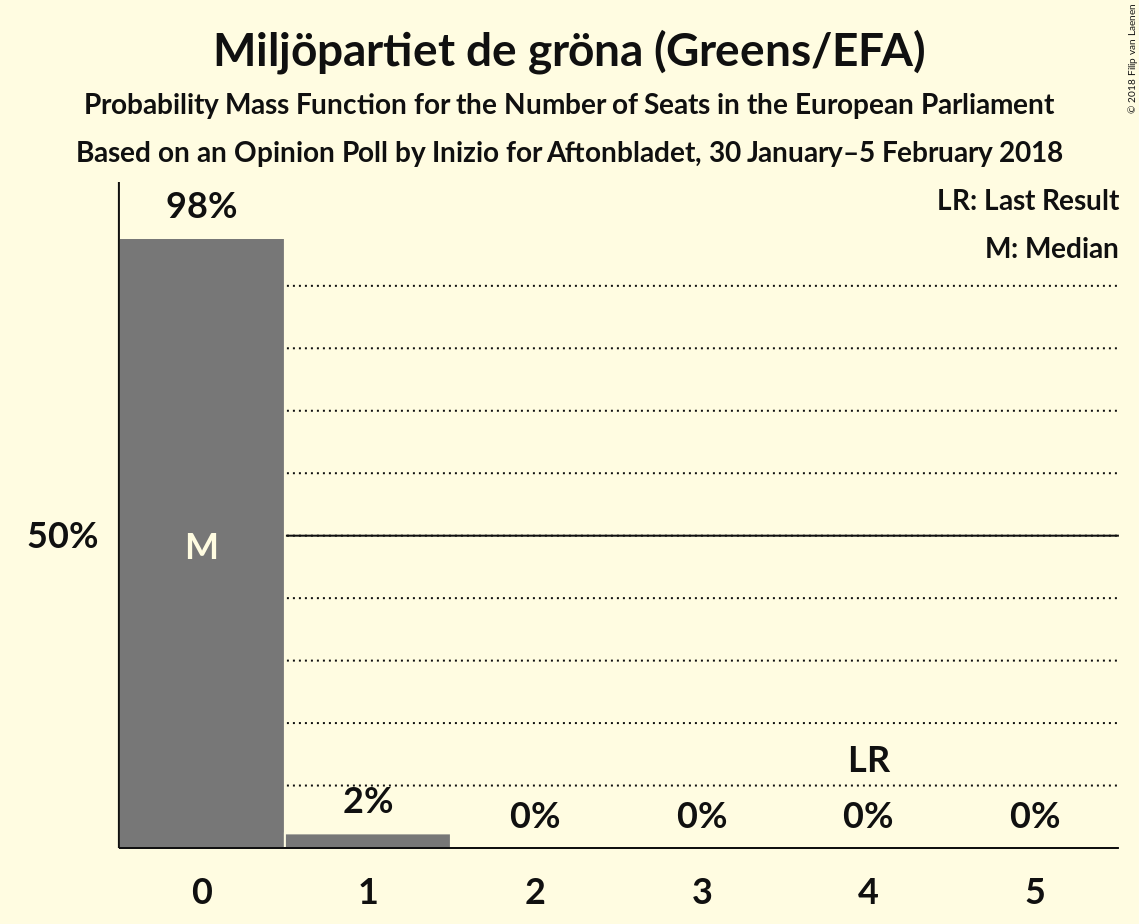 Miljöpartiet de gröna (Greens/EFA)
Probability Mass Function for the Number of Seats in the European Parliament
Based on an Opinion Poll by Inizio for Aftonbladet, 30 January–5 February 2018
© 2018 Filip van Laenen
LR: Last Result
M: Median
98%
50%
M
LR
2%
0%
0%
0%
0%
0
1
2
3
4
5